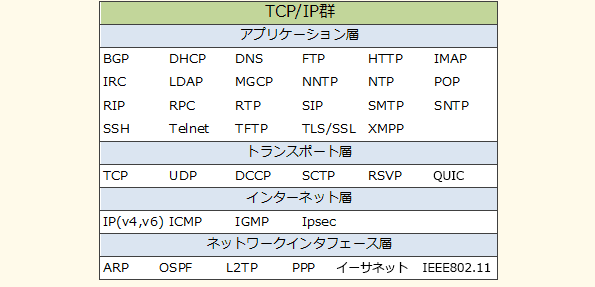 TCP/IP群
アプリケーション層
BGP DHCP DNS FTP HTTP IMAP
IRC LDAP MGCP NNTP NTP POP
RIP RPC RTP SIP SMTP SNTP
SSH Telnet TFTP TLS/SSL XMPP
トランスポート層
TCP UDP DCCP SCTP RSVP QUIC
インターネット層
IP(v4,v6) ICMP IGMP Ipsec
ネットワークインタフェース層
ARP OSPF L2TP PPP イーサネット IEEE802.11